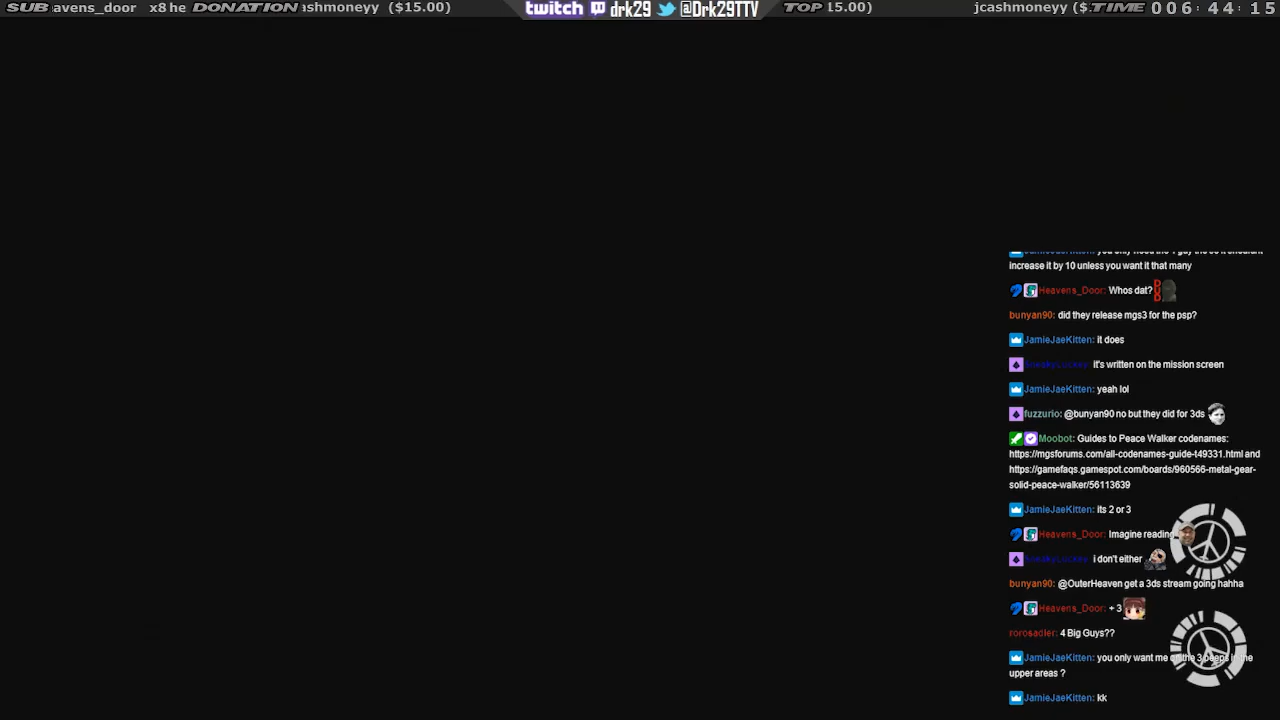 SUB avens_door x8 he DONATION ashmoneyy ($15.00) twitch drk29 @Drk29TTV TOP 15.00) jcashmoneyy ($ TIME 006:44:15
increase it by 10 unless you want it that many
Heavens_Door: Whos dat?
bunyan90: did they release mgs3 for the psp?
JamieJaeKitten: it does
it's written on the mission screen
JamieJaeKitten: yeah lol
fuzzurio: @bunyan90 no but they did for 3ds
Moobot: Guides to Peace Walker codenames:
https://mgsforums.com/all-codenames-guide-t49331.html and
https://gamefaqs.gamespot.com/boards/960566-metal-gear-
solid-peace-walker/56113639
JamieJaeKitten: its 2 or 3
Heavens_Door: Imagine reading
i don't either
bunyan90: @OuterHeaven get a 3ds stream going hahha
Heavens_Door: + 3
rorosadler: 4 Big Guys??
JamieJaeKitten: you only want me on the 3 peeps in the
upper areas ?
JamieJaeKitten: kk